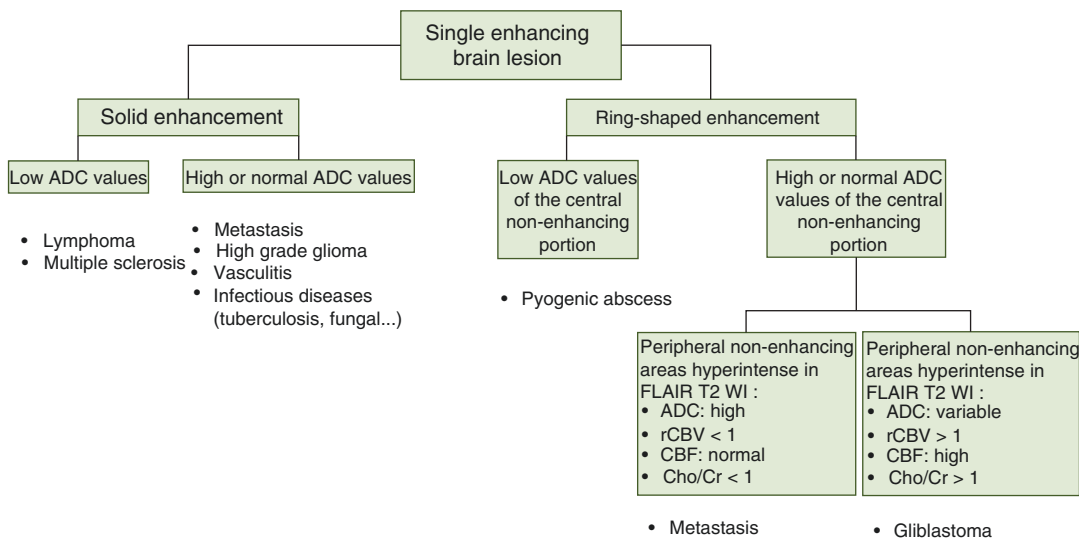 Single enhancing
brain lesion
Solid enhancement
Ring-shaped enhancement
Low ADC values
High or normal ADC values
Low ADC values
of the central
non-enhancing
portion
High or normal ADC
values of the central
non-enhancing
portion
• Lymphoma
• Multiple sclerosis
• Metastasis
• High grade glioma
• Vasculitis
• Infectious diseases
(tuberculosis, fungal...)
• Pyogenic abscess
Peripheral non-enhancing
areas hyperintense in
FLAIR T2 WI :
• ADC: high
• rCBV < 1
• CBF: normal
• Cho/Cr < 1
Peripheral non-enhancing
areas hyperintense in
FLAIR T2 WI :
• ADC: variable
• rCBV > 1
• CBF: high
• Cho/Cr > 1
• Metastasis
• Gliblastoma